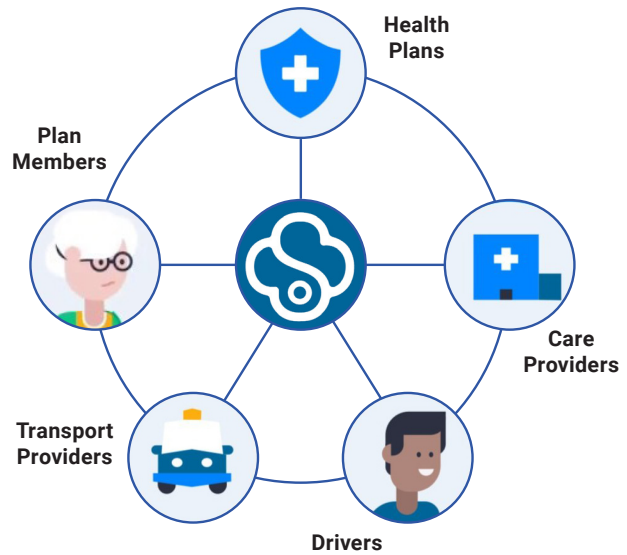 Health
Plans
Plan
Members
Care
Providers
Transport
Providers
Drivers